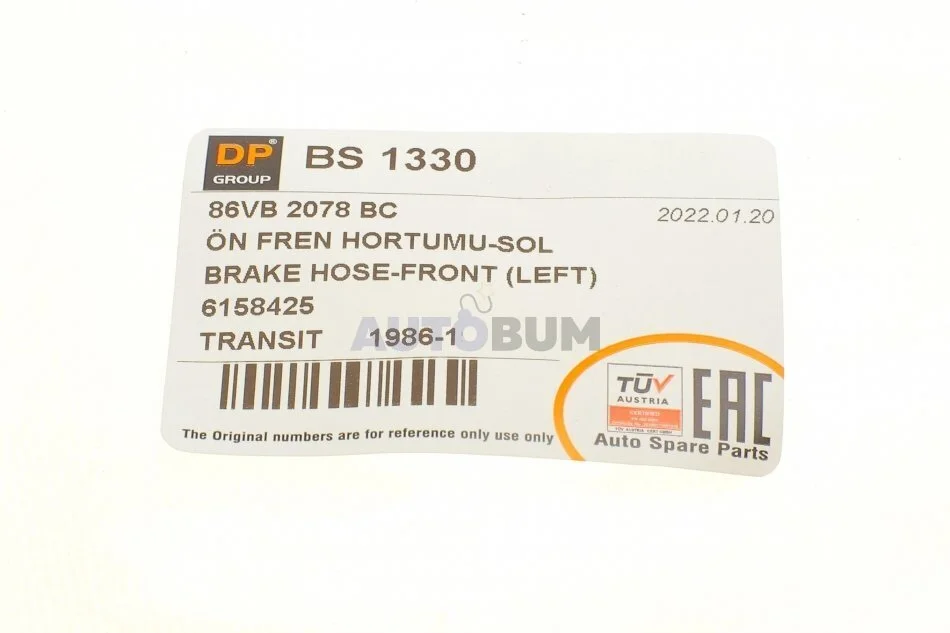 DP®
GROUP
BS 1330
86VB 2078 BC
2022.01.20
ÖN FREN HORTUMU-SOL
BRAKE HOSE-FRONT (LEFT)
6158425
TRANSIT 1986-1
AUTOBUM
The Original numbers are for reference only use only
TÜV
AUSTRIA
CERTIFIED
EAC
Auto Spare Parts